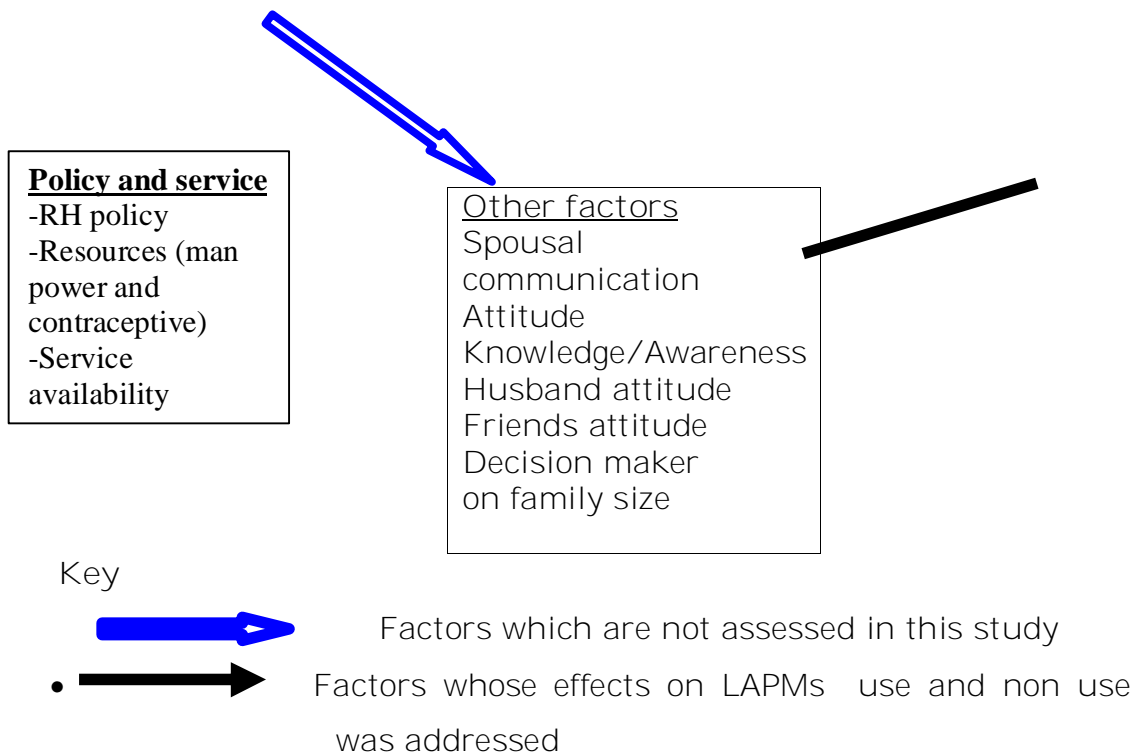 Policy and service
-RH policy
-Resources (man
power and
contraceptive)
-Service
availability
Other factors
Spousal
communication
Attitude
Knowledge/Awareness
Husband attitude
Friends attitude
Decision maker
on family size
Key
Factors which are not assessed in this study
• Factors whose effects on LAPMs use and non use
was addressed